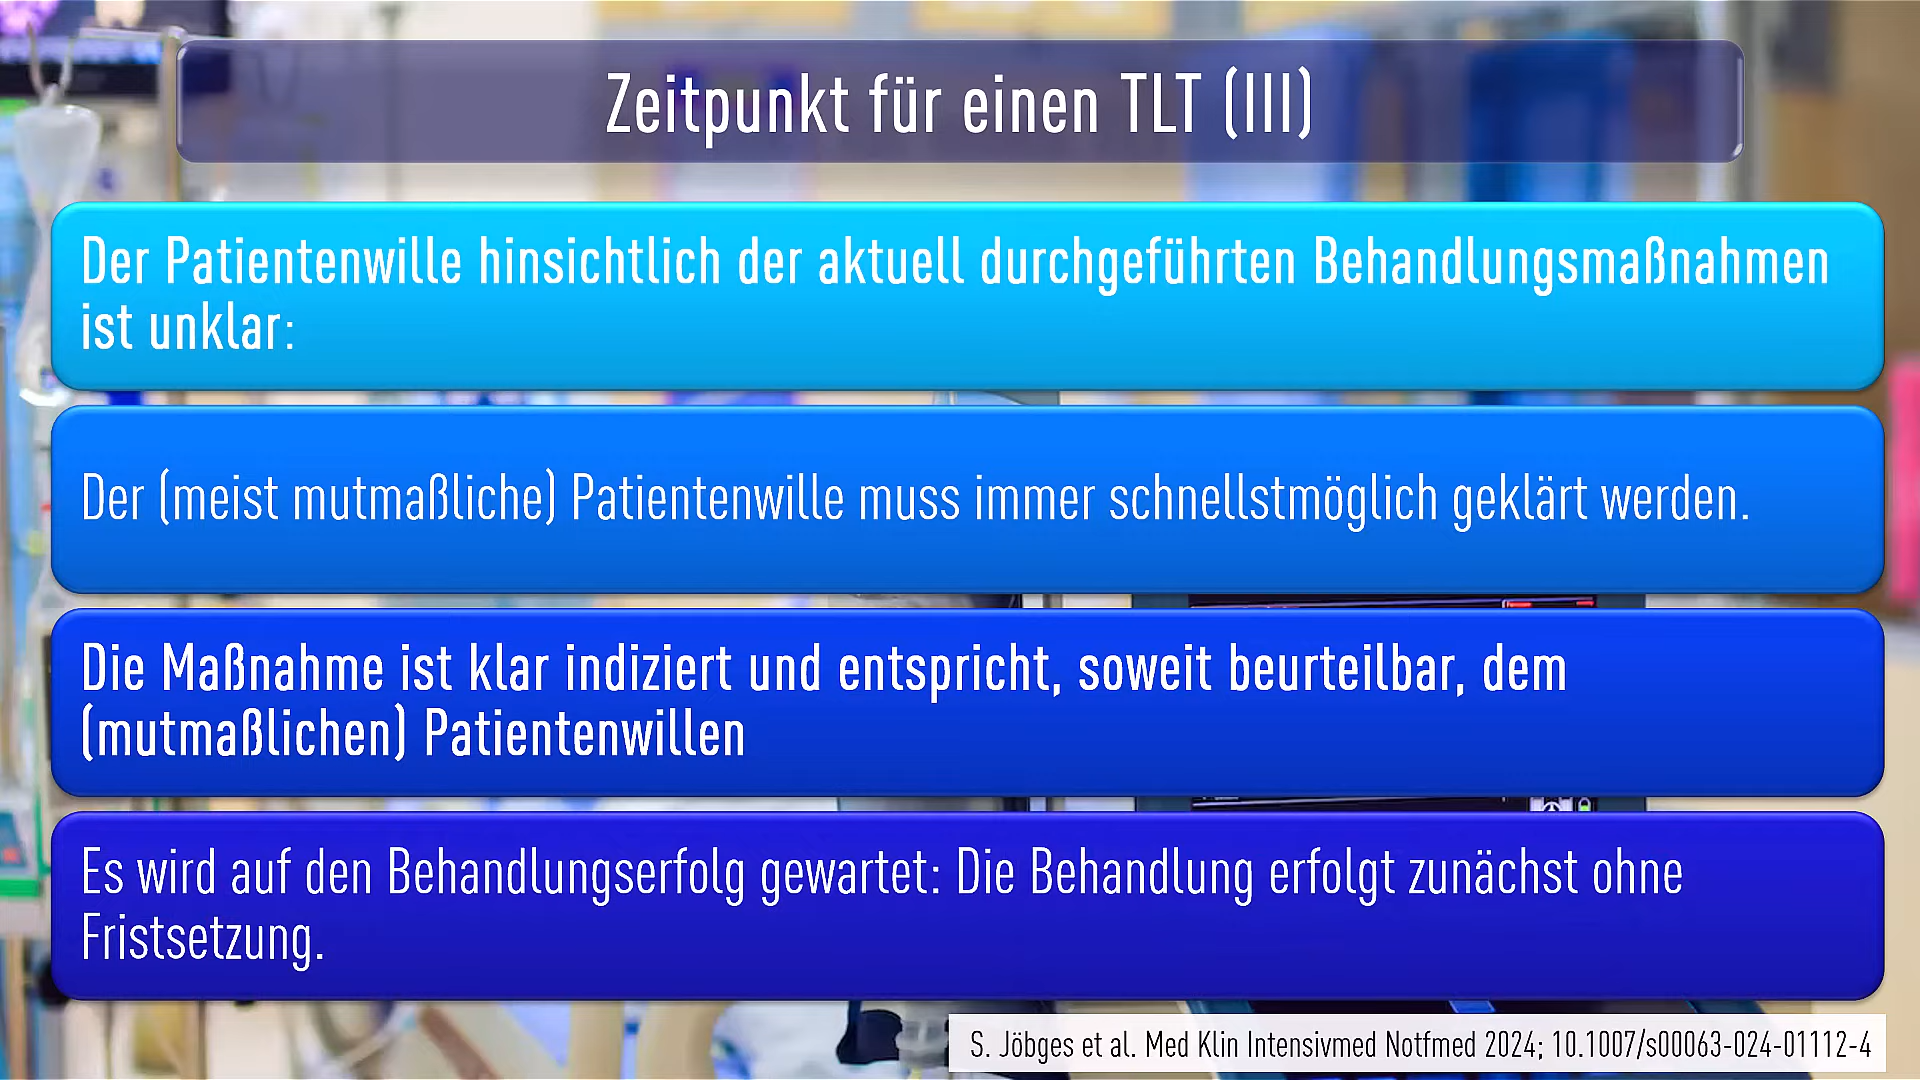 Zeitpunkt für einen TLT (III)
Der Patientenwille hinsichtlich der aktuell durchgeführten Behandlungsmaßnahmen
ist unklar:
Der (meist mutmaßliche) Patientenwille muss immer schnellstmöglich geklärt werden.
Die Maßnahme ist klar indiziert und entspricht, soweit beurteilbar, dem
(mutmaßlichen) Patientenwillen
Es wird auf den Behandlungserfolg gewartet: Die Behandlung erfolgt zunächst ohne
Fristsetzung.
S. Jöbges et al. Med Klin Intensivmed Notfmed 2024; 10.1007/s00063-024-01112-4